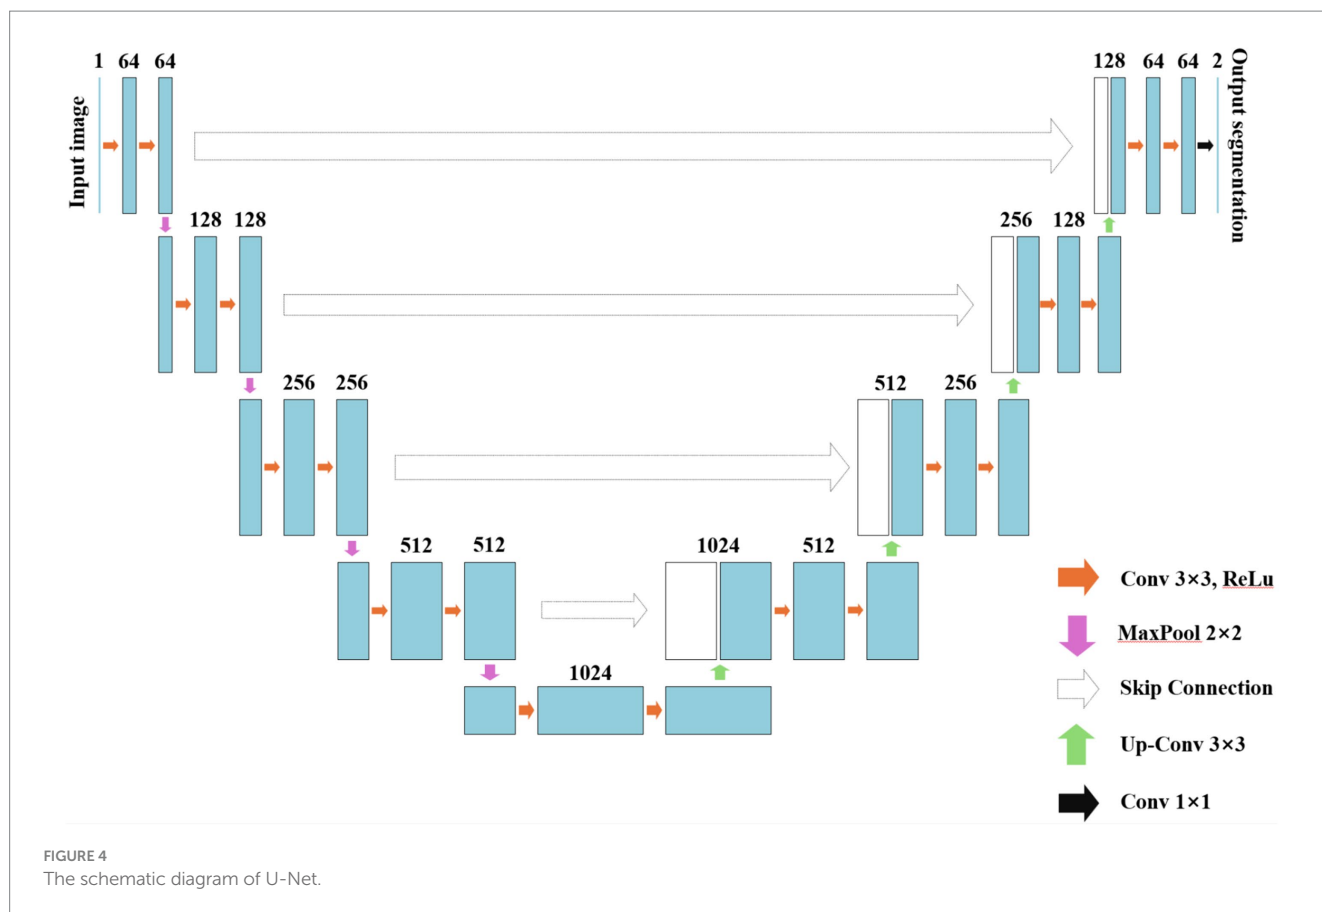 1 64 64
Input image
128 64 64 2
Output segmentation
128 128
256 128
256 256
512 256
512 512
1024 512
1024
Conv 3×3, ReLu
MaxPool 2×2
Skip Connection
Up-Conv 3×3
Conv 1×1
FIGURE 4
The schematic diagram of U-Net.